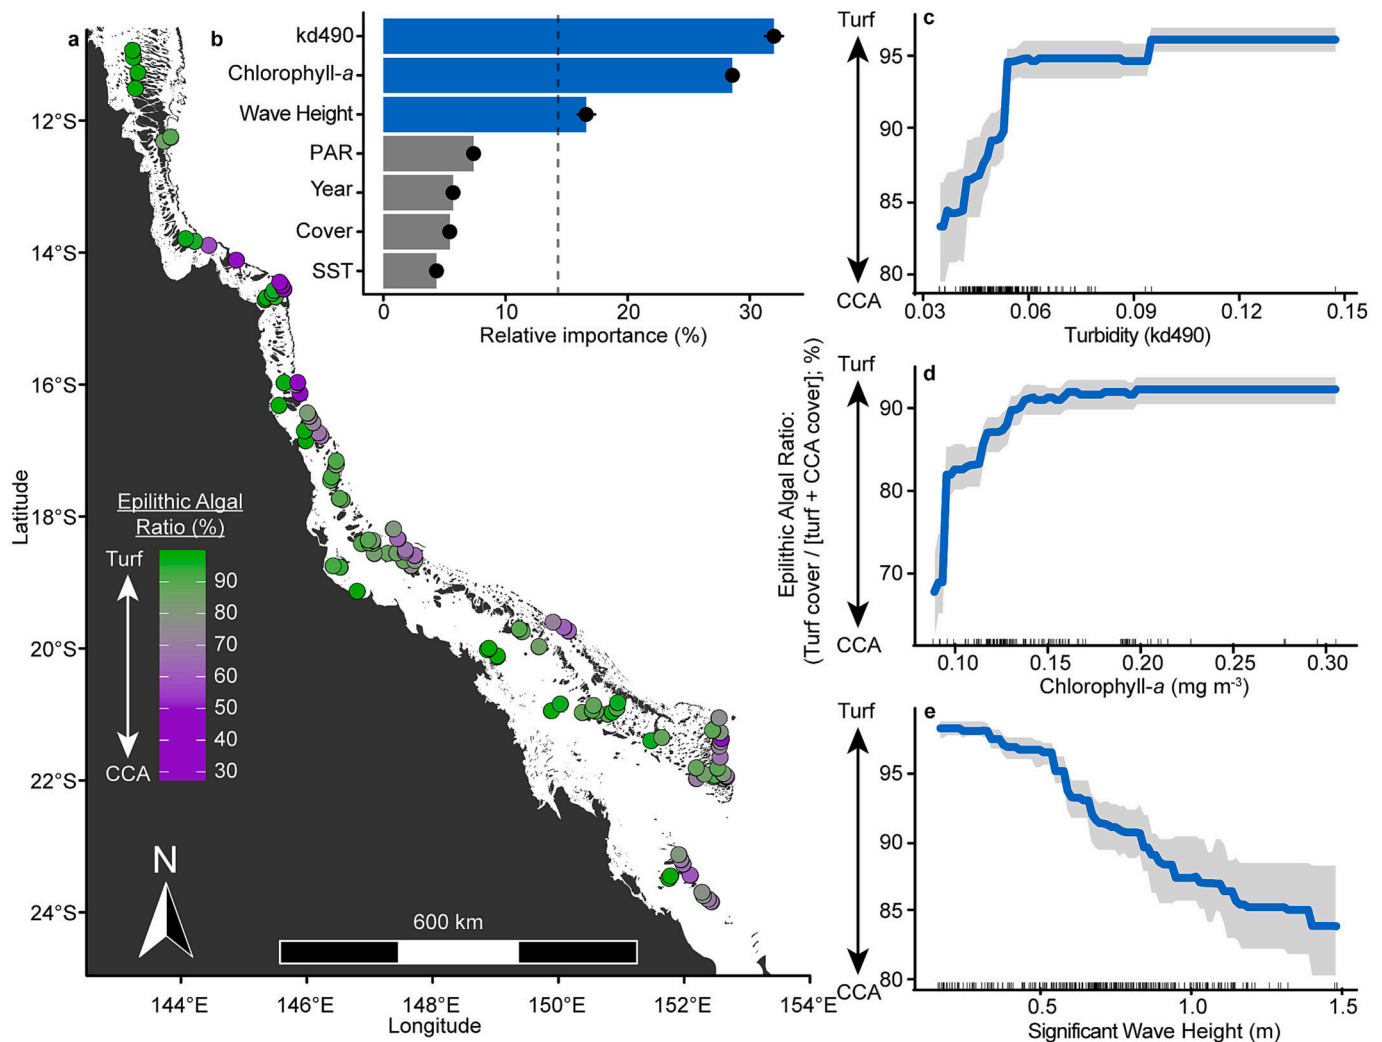 a
12°S
14°S
16°S
18°S
20°S
22°S
24°S
Latitude
144°E
146°E
148°E
150°E
152°E
154°E
Longitude
Epilithic Algal
Ratio (%)
Turf
CCA
90
80
70
60
50
40
30
N
600 km
b
kd490
Chlorophyll-a
Wave Height
PAR
Year
Cover
SST
0
10
20
30
Relative importance (%)
Epilithic Algal Ratio:
(Turf cover / [turf + CCA cover]; %)
c
Turf
CCA
95
90
85
80
0.03
0.06
0.09
0.12
0.15
Turbidity (kd490)
d
Turf
CCA
90
80
70
0.10
0.15
0.20
0.25
0.30
Chlorophyll-a (mg m⁻³)
e
Turf
CCA
95
90
85
80
0.5
1.0
1.5
Significant Wave Height (m)